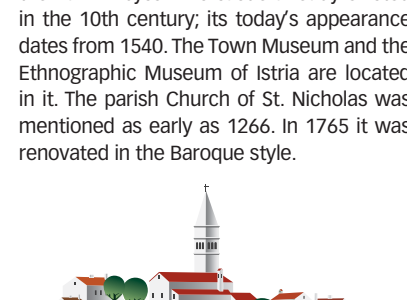 in the 10th century; its today's appearance
dates from 1540. The Town Museum and the
Ethnographic Museum of Istria are located
in it. The parish Church of St. Nicholas was
mentioned as early as 1266. In 1765 it was
renovated in the Baroque style.